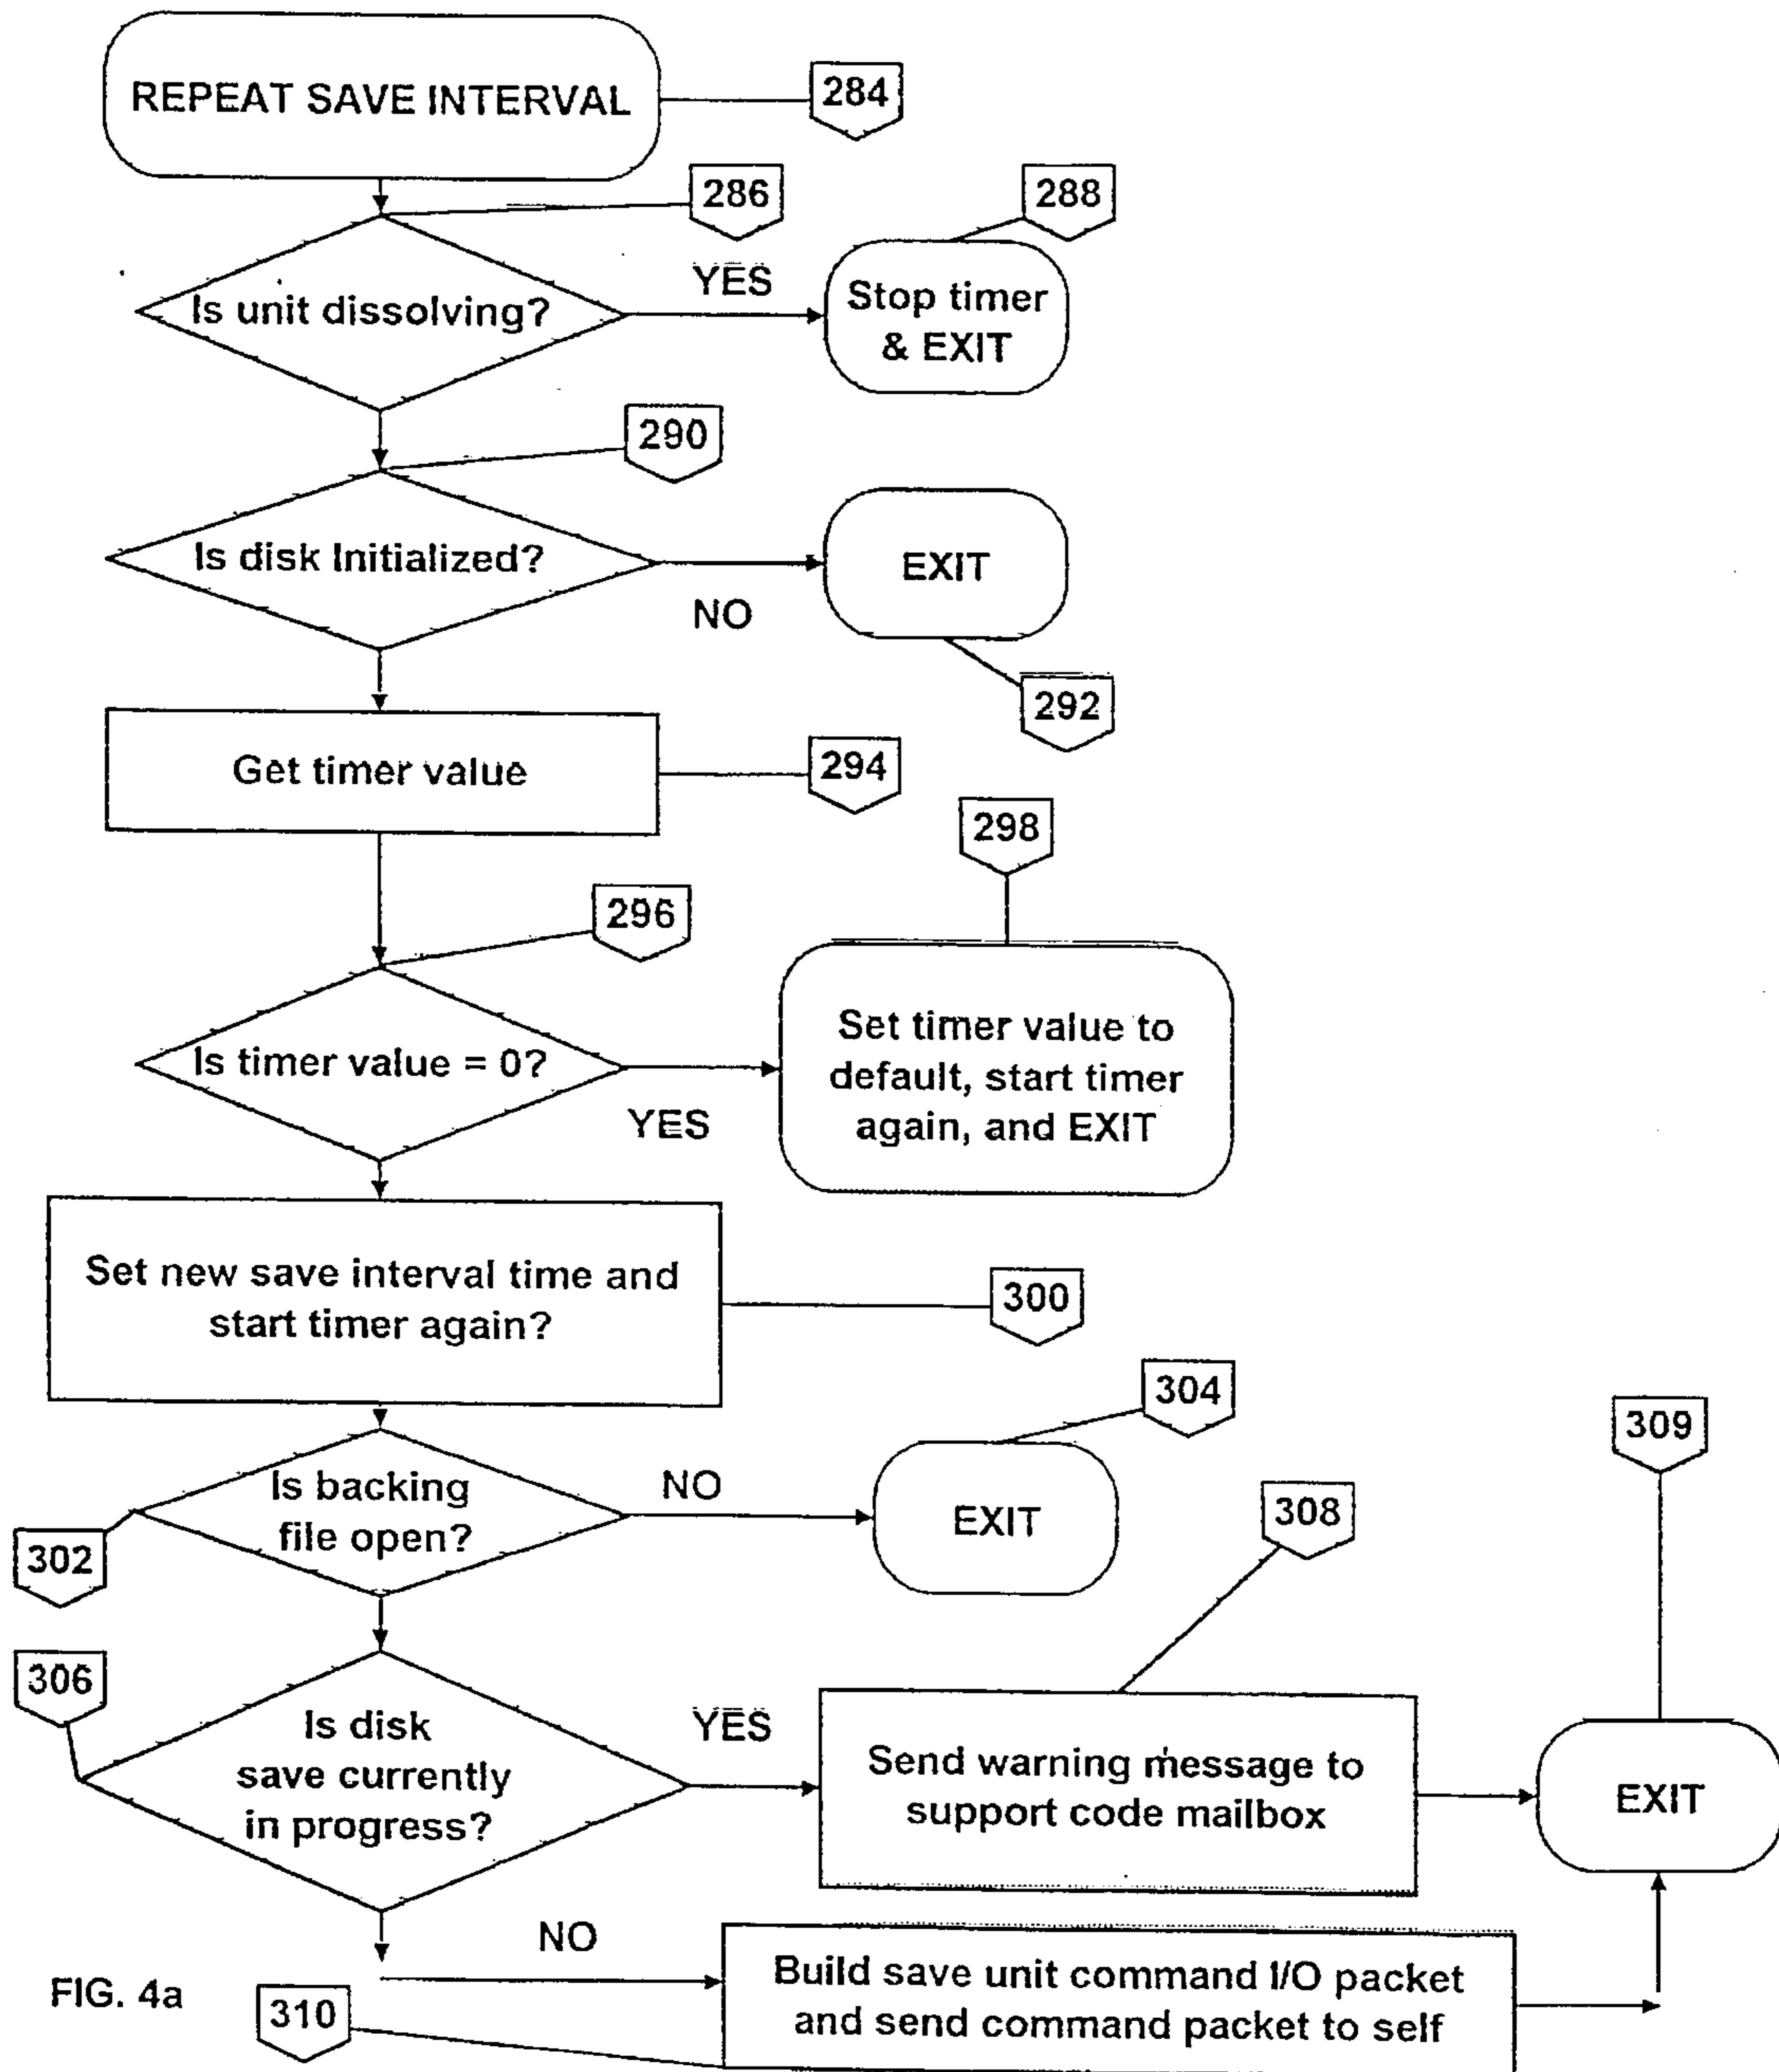 REPEAT SAVE INTERVAL
284
286
288
Is unit dissolving?
YES
Stop timer
& EXIT
290
Is disk Initialized?
NO
EXIT
292
Get timer value
294
296
298
Is timer value = 0?
YES
Set timer value to
default, start timer
again, and EXIT
Set new save interval time and
start timer again?
300
304
309
Is backing
file open?
NO
EXIT
302
308
306
Is disk
save currently
in progress?
YES
Send warning message to
support code mailbox
EXIT
NO
Build save unit command I/O packet
and send command packet to self
FIG. 4a
310